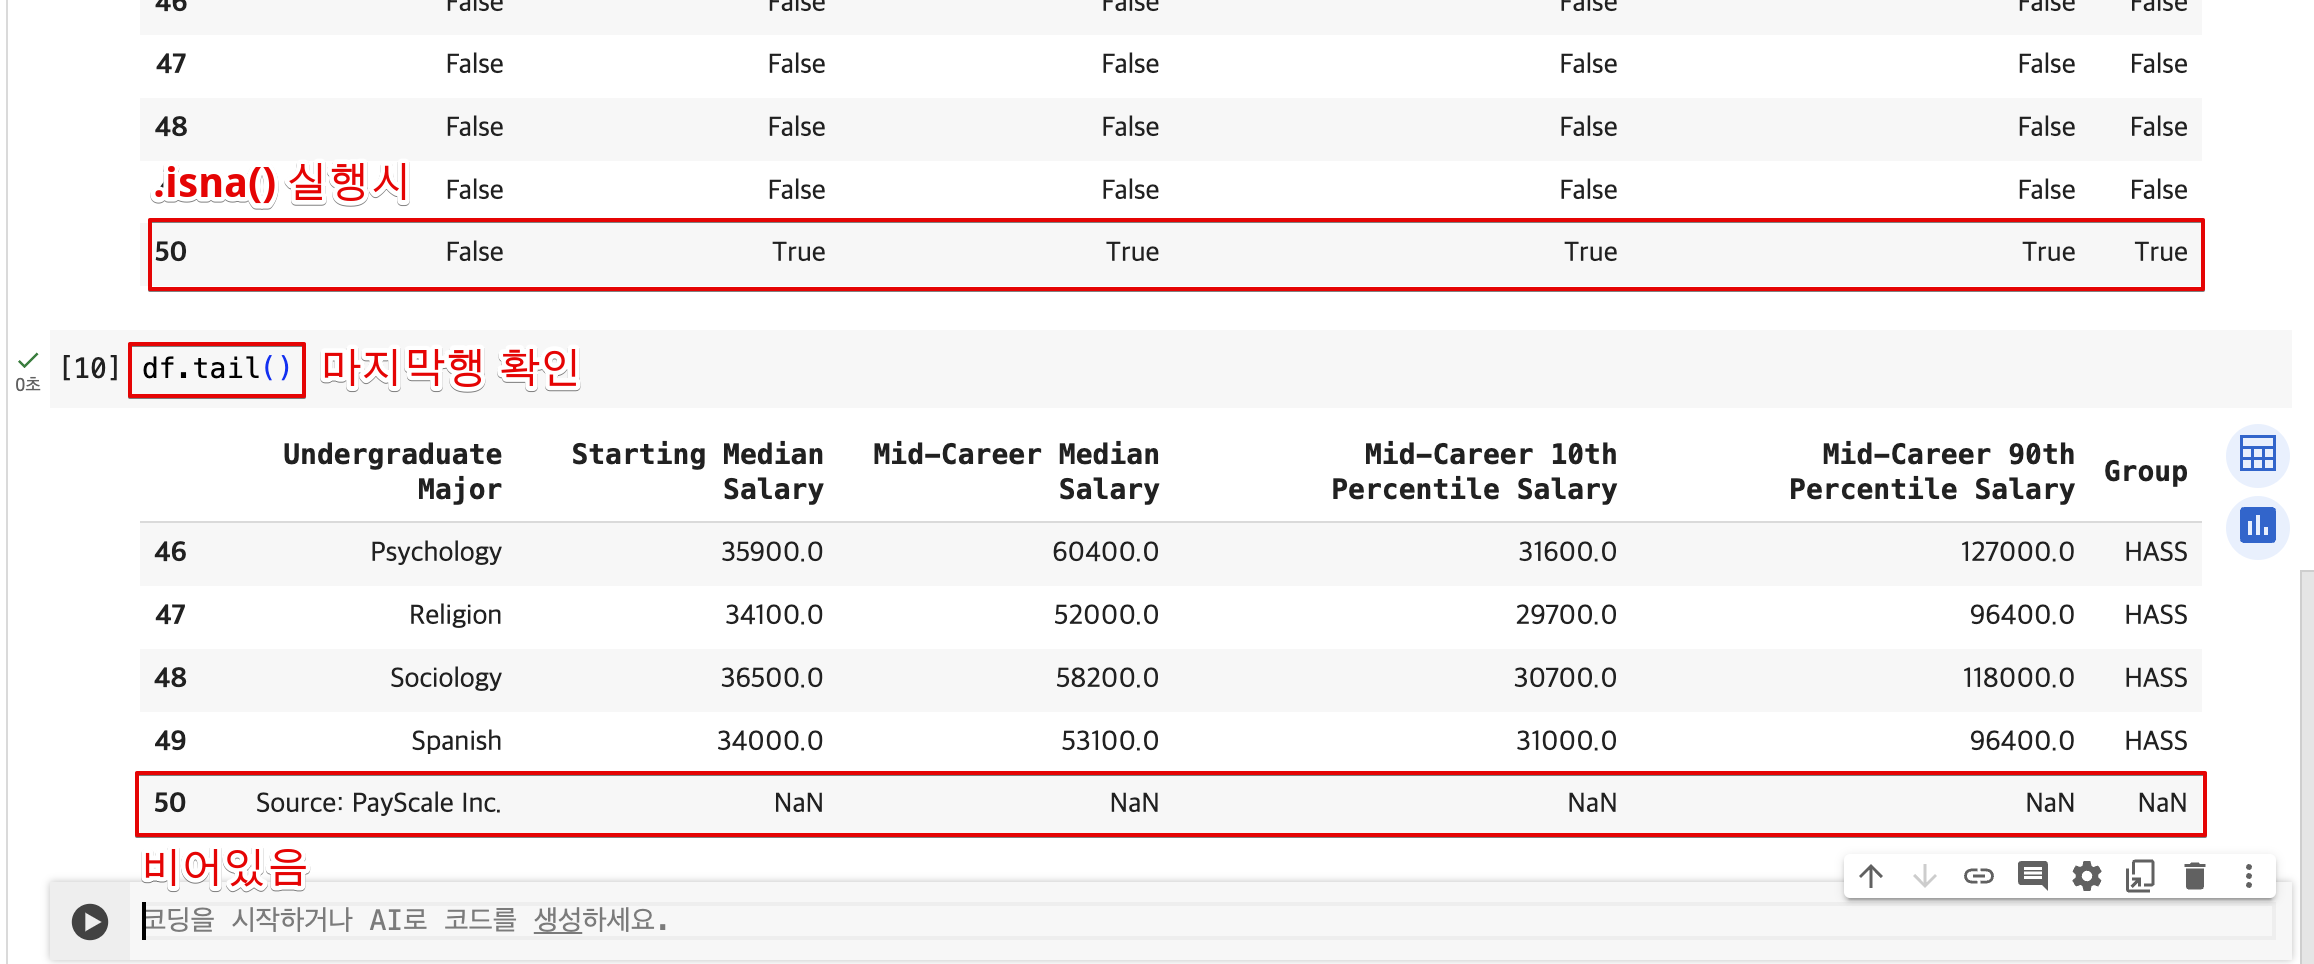 46 False False False False False False
47 False False False False False False
48 False False False False False False
.isna() 실행시 False False False False False False
50 False True True True True True
[10] df.tail() 마지막행 확인
0초
Undergraduate Major Starting Median Salary Mid-Career Median Salary Mid-Career 10th Percentile Salary Mid-Career 90th Percentile Salary Group
46 Psychology 35900.0 60400.0 31600.0 127000.0 HASS
47 Religion 34100.0 52000.0 29700.0 96400.0 HASS
48 Sociology 36500.0 58200.0 30700.0 118000.0 HASS
49 Spanish 34000.0 53100.0 31000.0 96400.0 HASS
50 Source: PayScale Inc. NaN NaN NaN NaN NaN
비어있음
코딩을 시작하거나 AI로 코드를 생성하세요.